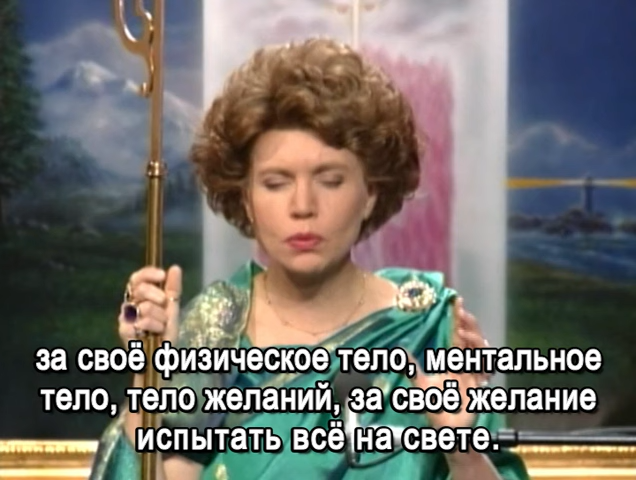 за своё физическое тело, ментальное
тело, тело желаний, за своё желание
испытать всё на свете.